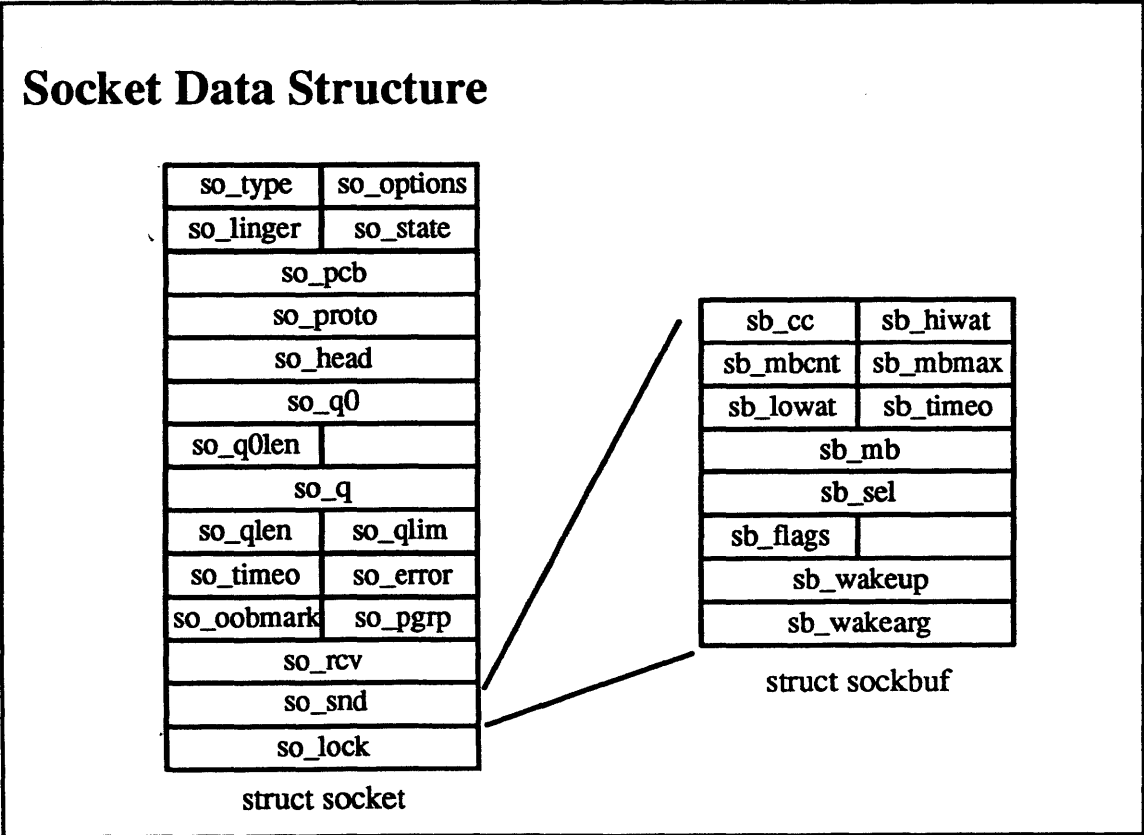 Socket Data Structure
so_type so_options
so_linger so_state
so_pcb
so_proto
so_head
so_q0
so_q0len
so_q
so_qlen so_qlim
so_timeo so_error
so_oobmark so_pgrp
so_rcv
so_snd
so_lock
struct socket
sb_cc sb_hiwat
sb_mbcnt sb_mbmax
sb_lowat sb_timeo
sb_mb
sb_sel
sb_flags
sb_wakeup
sb_wakearg
struct sockbuf